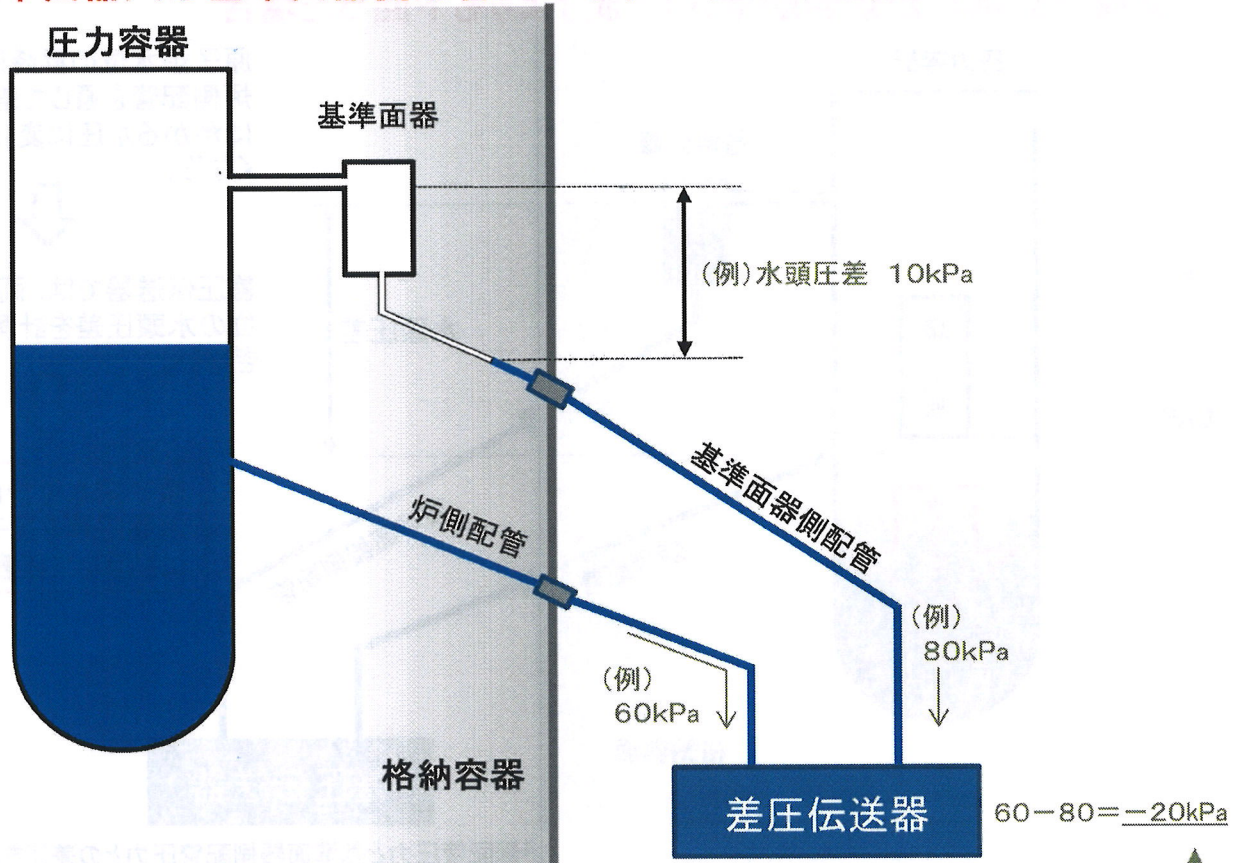 圧力容器
基準面器
(例)水頭圧差 10kPa
基準面器側配管
炉側配管
(例)
80kPa
(例)
60kPa
格納容器
差圧伝送器
60-80=-20kPa